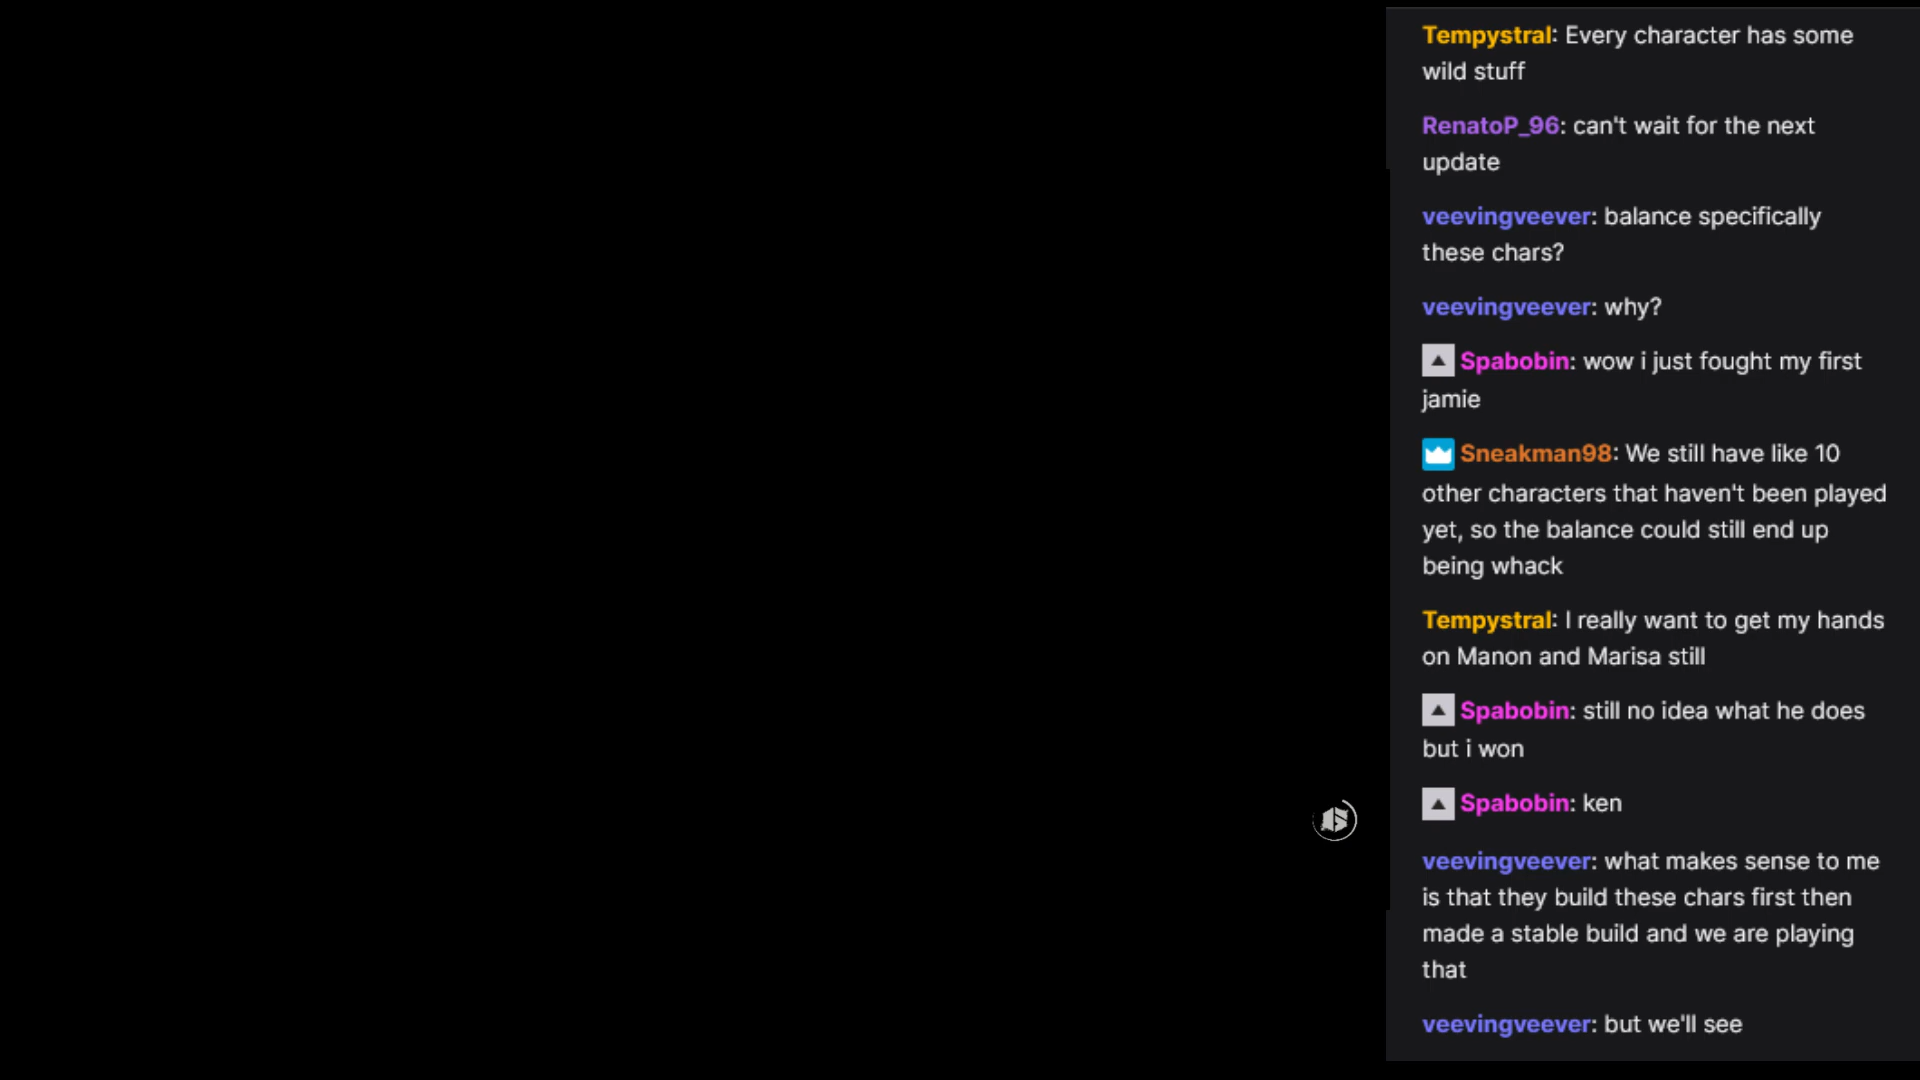 Tempystral: Every character has some
wild stuff
RenatoP_96: can't wait for the next
update
veevingveever: balance specifically
these chars?
veevingveever: why?
Spabobin: wow i just fought my first
jamie
Sneakman98: We still have like 10
other characters that haven't been played
yet, so the balance could still end up
being whack
Tempystral: I really want to get my hands
on Manon and Marisa still
Spabobin: still no idea what he does
but i won
Spabobin: ken
veevingveever: what makes sense to me
is that they build these chars first then
made a stable build and we are playing
that
veevingveever: but we'll see